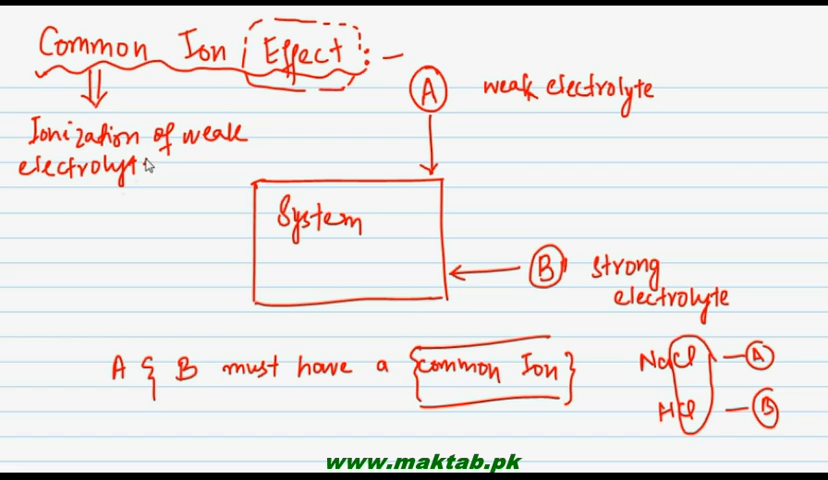 Common Ion Effect : -
A weak electrolyte
Ionization of weak
electrolyt
System
B strong
electrolyte
A & B must have a {common Ion}
NaCl - A
HCl - B
www.maktab.pk